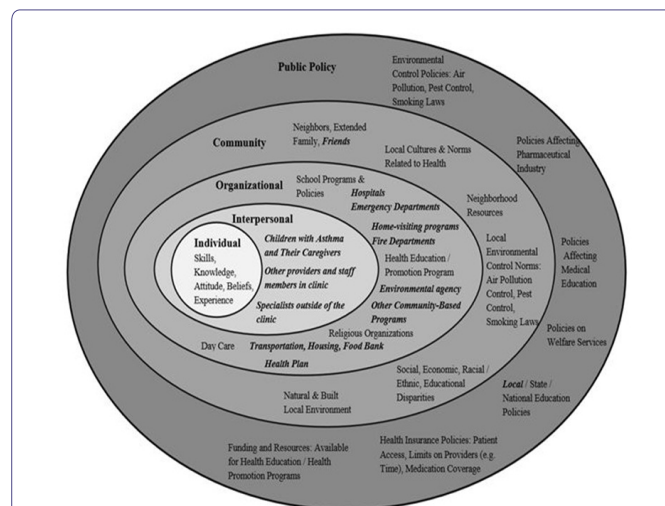 Public Policy
Environmental
Control Policies: Air
Pollution, Pest Control,
Smoking Laws
Community
Neighbors, Extended
Family, Friends
Local Cultures & Norms
Related to Health
Policies Affecting
Pharmaceutical
Industry
Organizational
School Programs &
Policies
Hospitals
Emergency Departments
Neighborhood
Resources
Interpersonal
Home-visiting programs
Fire Departments
Individual
Skills,
Knowledge,
Attitude, Beliefs,
Experience
Children with Asthma
and Their Caregivers
Other providers and staff
members in clinic
Specialists outside of the
clinic
Health Education /
Promotion Program
Environmental agency
Other Community-Based
Programs
Religious Organizations
Local
Environmental
Control Norms:
Air Pollution
Control, Pest
Control,
Smoking Laws
Policies
Affecting
Medical
Education
Policies on
Welfare Services
Day Care
Transportation, Housing, Food Bank
Health Plan
Social, Economic, Racial /
Ethnic, Educational
Disparities
Local / State /
National Education
Policies
Natural & Built
Local Environment
Funding and Resources: Available
for Health Education / Health
Promotion Programs
Health Insurance Policies: Patient
Access, Limits on Providers (e.g.
Time), Medication Coverage